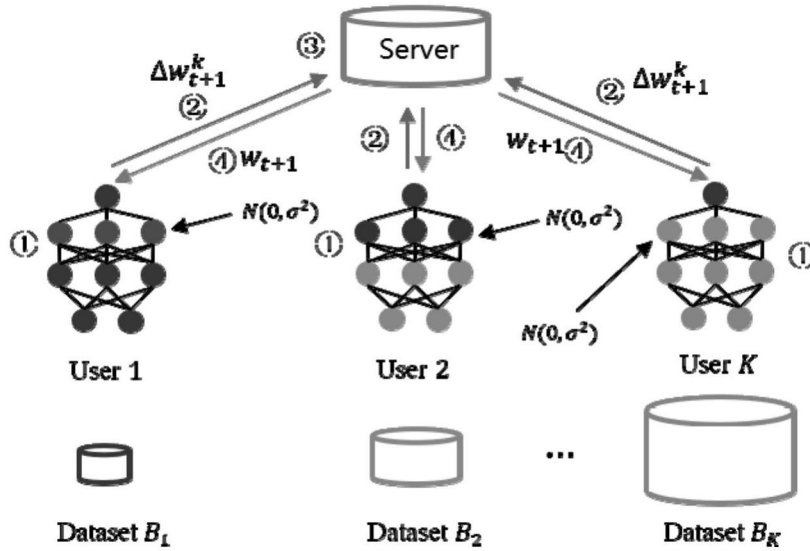 ③ Server
Δw^k_{t+1} ② ② Δw^k_{t+1}
④ w_{t+1} ② ④ w_{t+1} ④
① N(0, σ²) ① N(0, σ²) ①
N(0, σ²)
User 1 User 2 User K
...
Dataset B_1 Dataset B_2 Dataset B_K